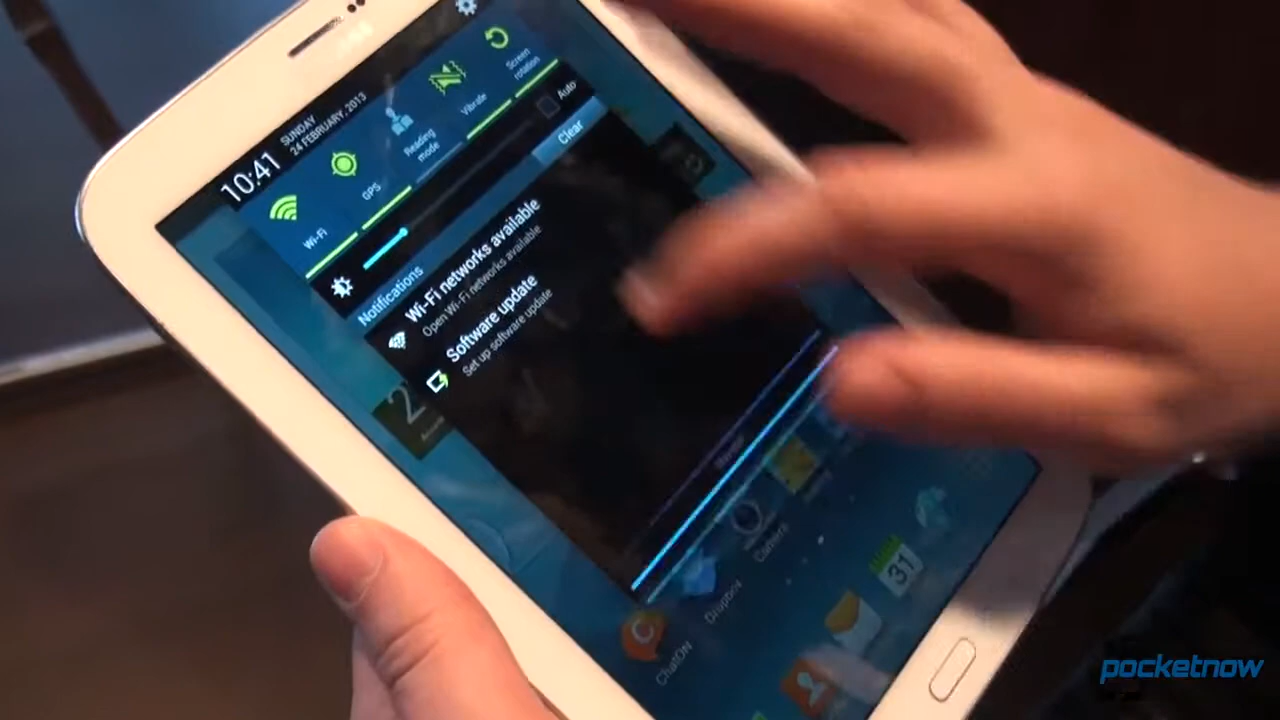 10:41
SUNDAY
24 FEBRUARY, 2013
Wi-Fi
GPS
Reading
mode
Vibrate
Screen
rotation
Auto
Notifications
Clear
Wi-Fi networks available
Open Wi-Fi networks available
Software update
Set up software update
2
ChatON
Dropbox
Camera
31
pocketnow